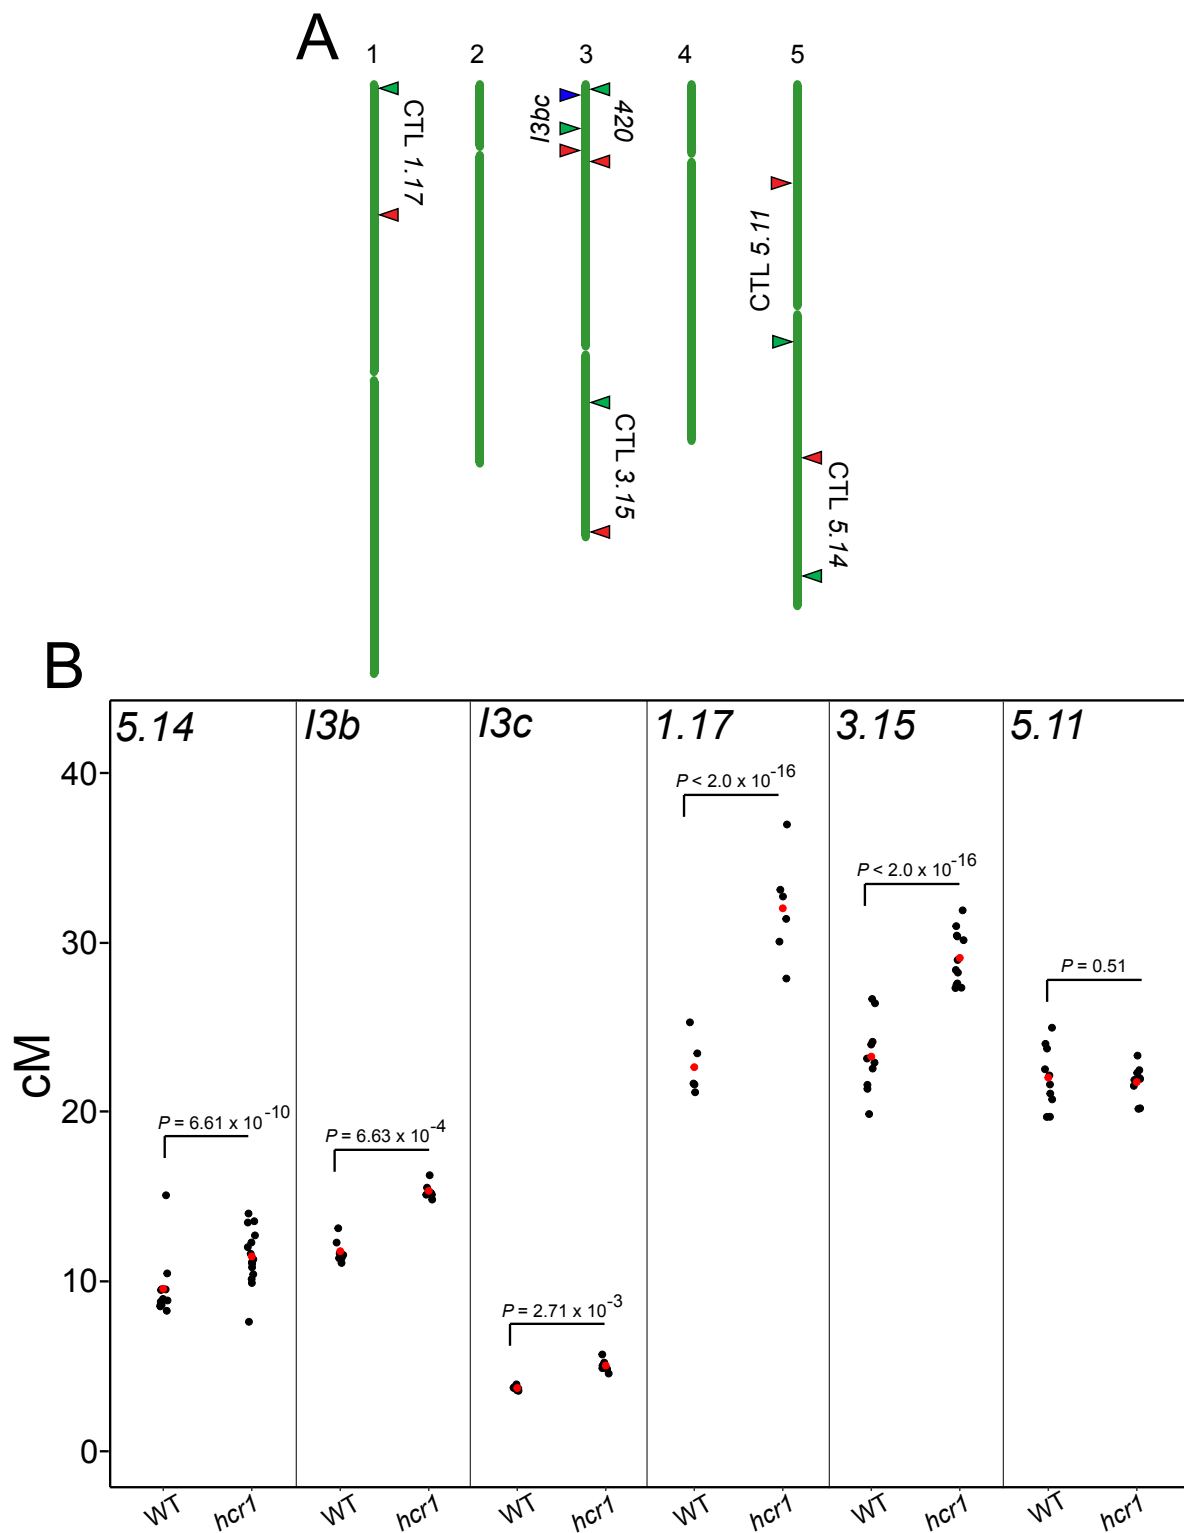 A
1 2 3 4 5
CTL 1.17
I3bc
420
CTL 3.15
CTL 5.11
CTL 5.14
B
5.14 I3b I3c 1.17 3.15 5.11
P = 6.61 x 10-10
P = 6.63 x 10-4
P = 2.71 x 10-3
P < 2.0 x 10-16
P < 2.0 x 10-16
P = 0.51
cM
40
30
20
10
0
WT hcr1 WT hcr1 WT hcr1 WT hcr1 WT hcr1 WT hcr1